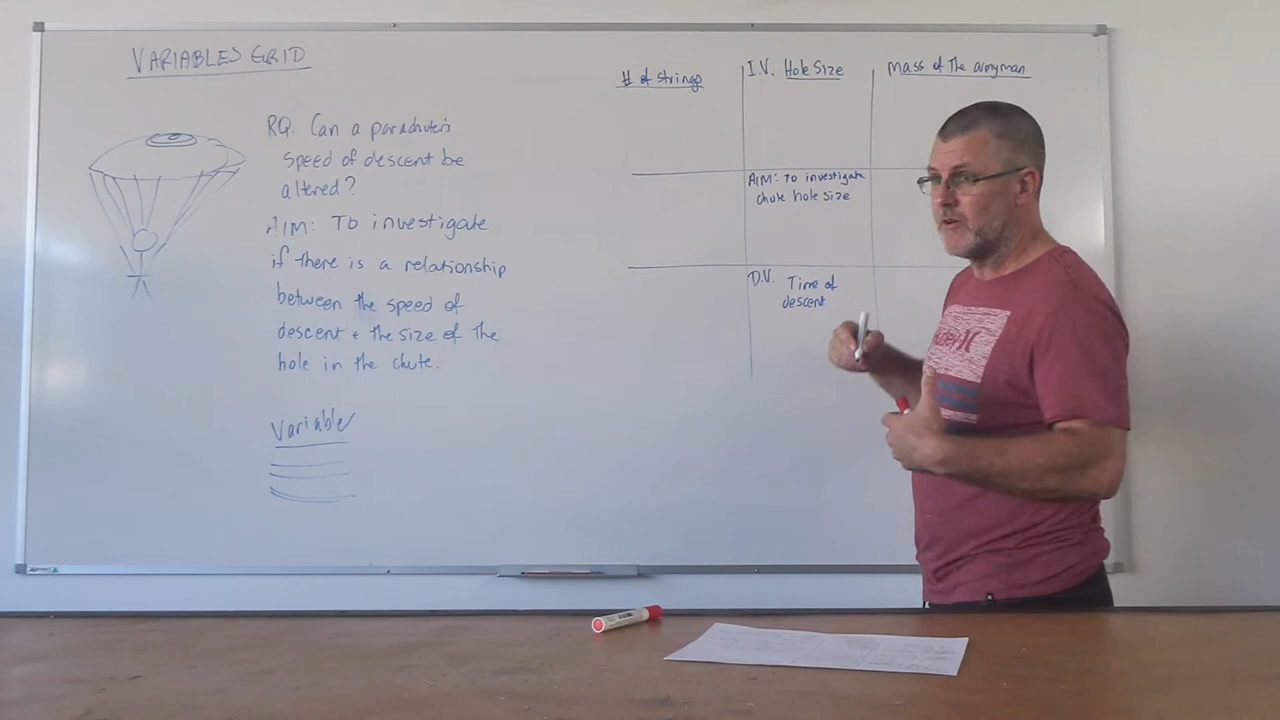 VARIABLES GRID
RQ. Can a parachute's
speed of descent be
altered?
AIM: To investigate
if there is a relationship
between the speed of
descent + the size of the
hole in the chute.
Variables
# of strings
I.V. Hole Size
Mass of the armyman
AIM: To investigate
chute hole size
D.V. Time of
descent